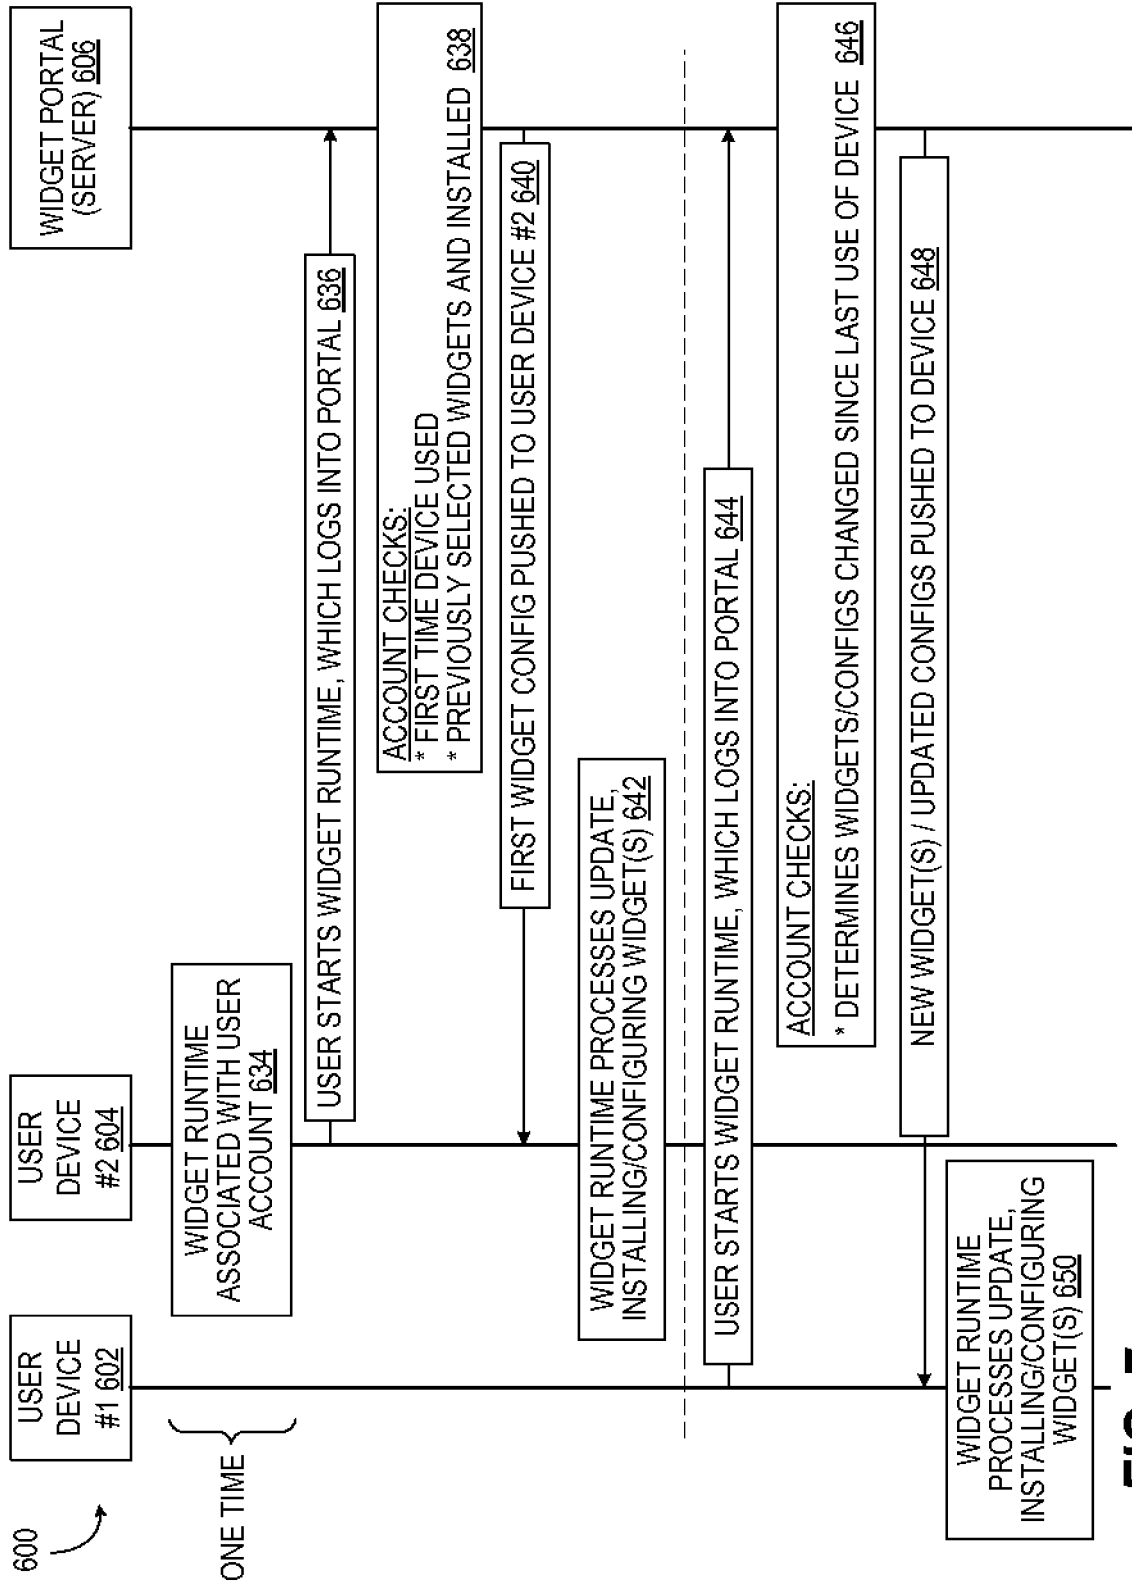 600
USER
DEVICE
#1 602
USER
DEVICE
#2 604
WIDGET PORTAL
(SERVER) 606
ONE TIME
WIDGET RUNTIME
ASSOCIATED WITH USER
ACCOUNT 634
USER STARTS WIDGET RUNTIME, WHICH LOGS INTO PORTAL 636
ACCOUNT CHECKS:
* FIRST TIME DEVICE USED
* PREVIOUSLY SELECTED WIDGETS AND INSTALLED 638
FIRST WIDGET CONFIG PUSHED TO USER DEVICE #2 640
WIDGET RUNTIME PROCESSES UPDATE,
INSTALLING/CONFIGURING WIDGET(S) 642
USER STARTS WIDGET RUNTIME, WHICH LOGS INTO PORTAL 644
ACCOUNT CHECKS:
* DETERMINES WIDGETS/CONFIGS CHANGED SINCE LAST USE OF DEVICE 646
NEW WIDGET(S) / UPDATED CONFIGS PUSHED TO DEVICE 648
WIDGET RUNTIME
PROCESSES UPDATE,
INSTALLING/CONFIGURING
WIDGET(S) 650